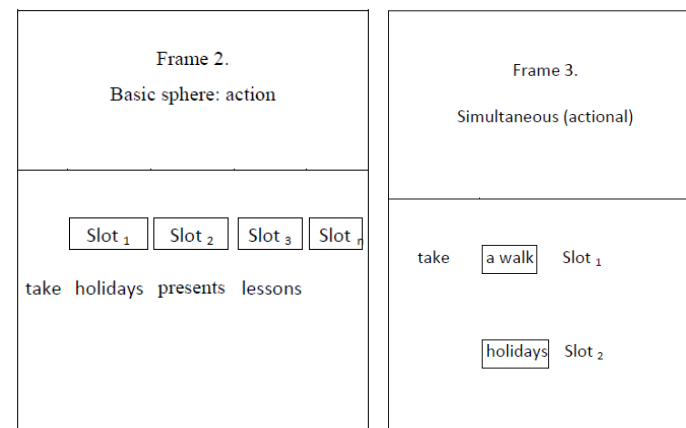 Frame 2.
Basic sphere: action
Slot 1 Slot 2 Slot 3 Slot n
take holidays presents lessons
Frame 3.
Simultaneous (actional)
take a walk Slot 1
holidays Slot 2